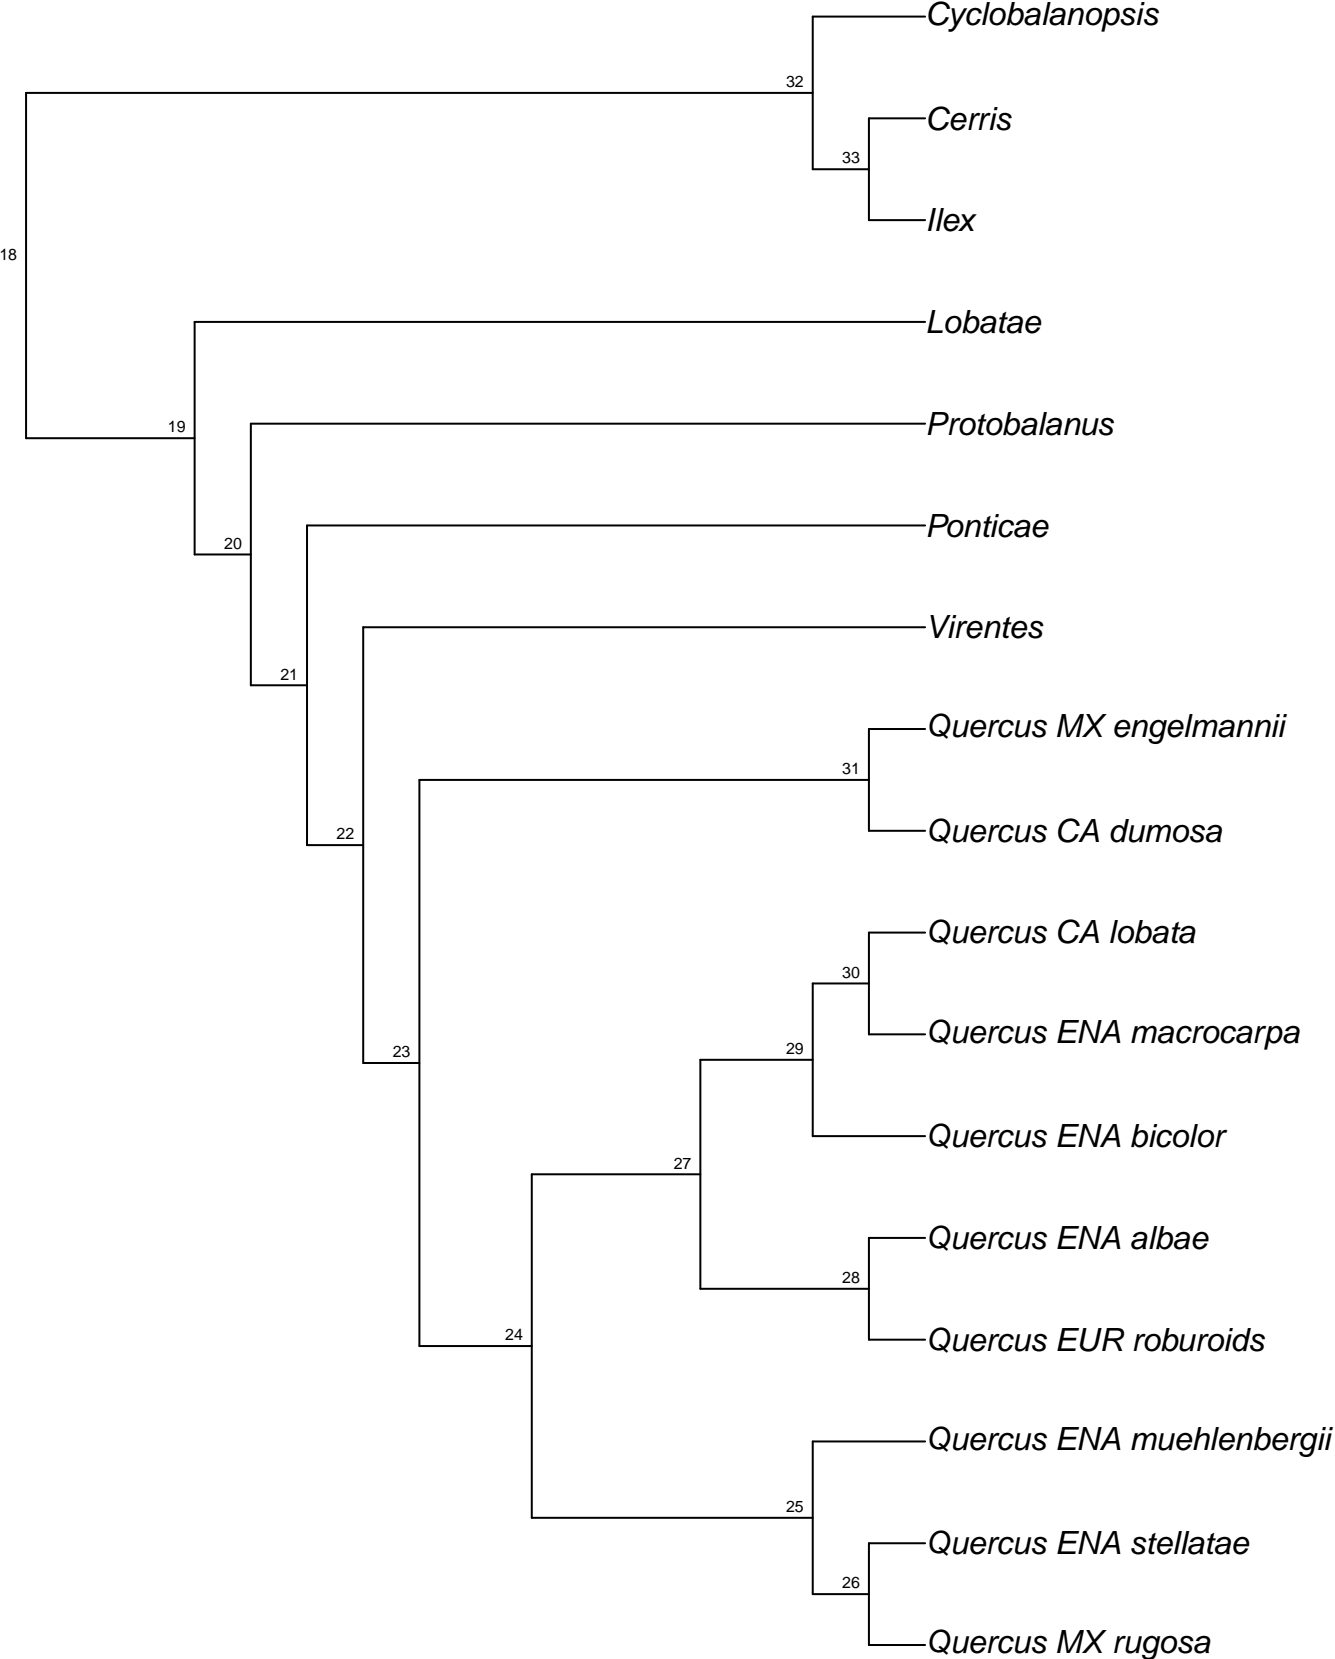 Cyclobalanopsis
32
Cerris
33
Ilex
18
Lobatae
Protobalanus
19
Ponticae
20
Virentes
21
Quercus MX engelmannii
31
Quercus CA dumosa
22
Quercus CA lobata
30
Quercus ENA macrocarpa
29
23
Quercus ENA bicolor
27
Quercus ENA albae
28
Quercus EUR roburoids
24
Quercus ENA muehlenbergii
25
Quercus ENA stellatae
26
Quercus MX rugosa